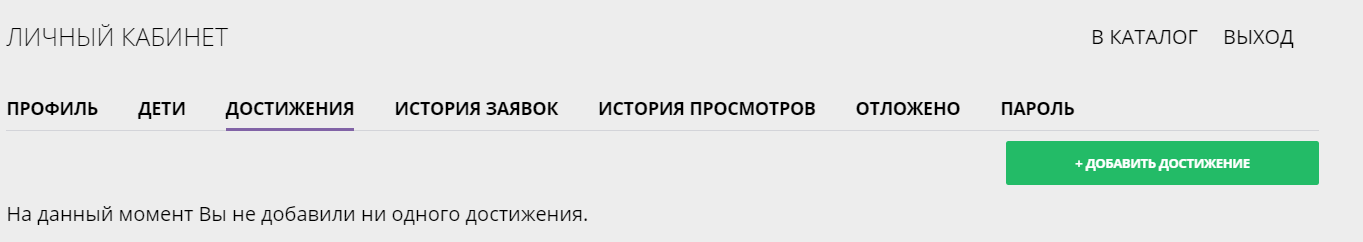 ЛИЧНЫЙ КАБИНЕТ В КАТАЛОГ ВЫХОД
ПРОФИЛЬ ДЕТИ ДОСТИЖЕНИЯ ИСТОРИЯ ЗАЯВОК ИСТОРИЯ ПРОСМОТРОВ ОТЛОЖЕНО ПАРОЛЬ
+ ДОБАВИТЬ ДОСТИЖЕНИЕ
На данный момент Вы не добавили ни одного достижения.